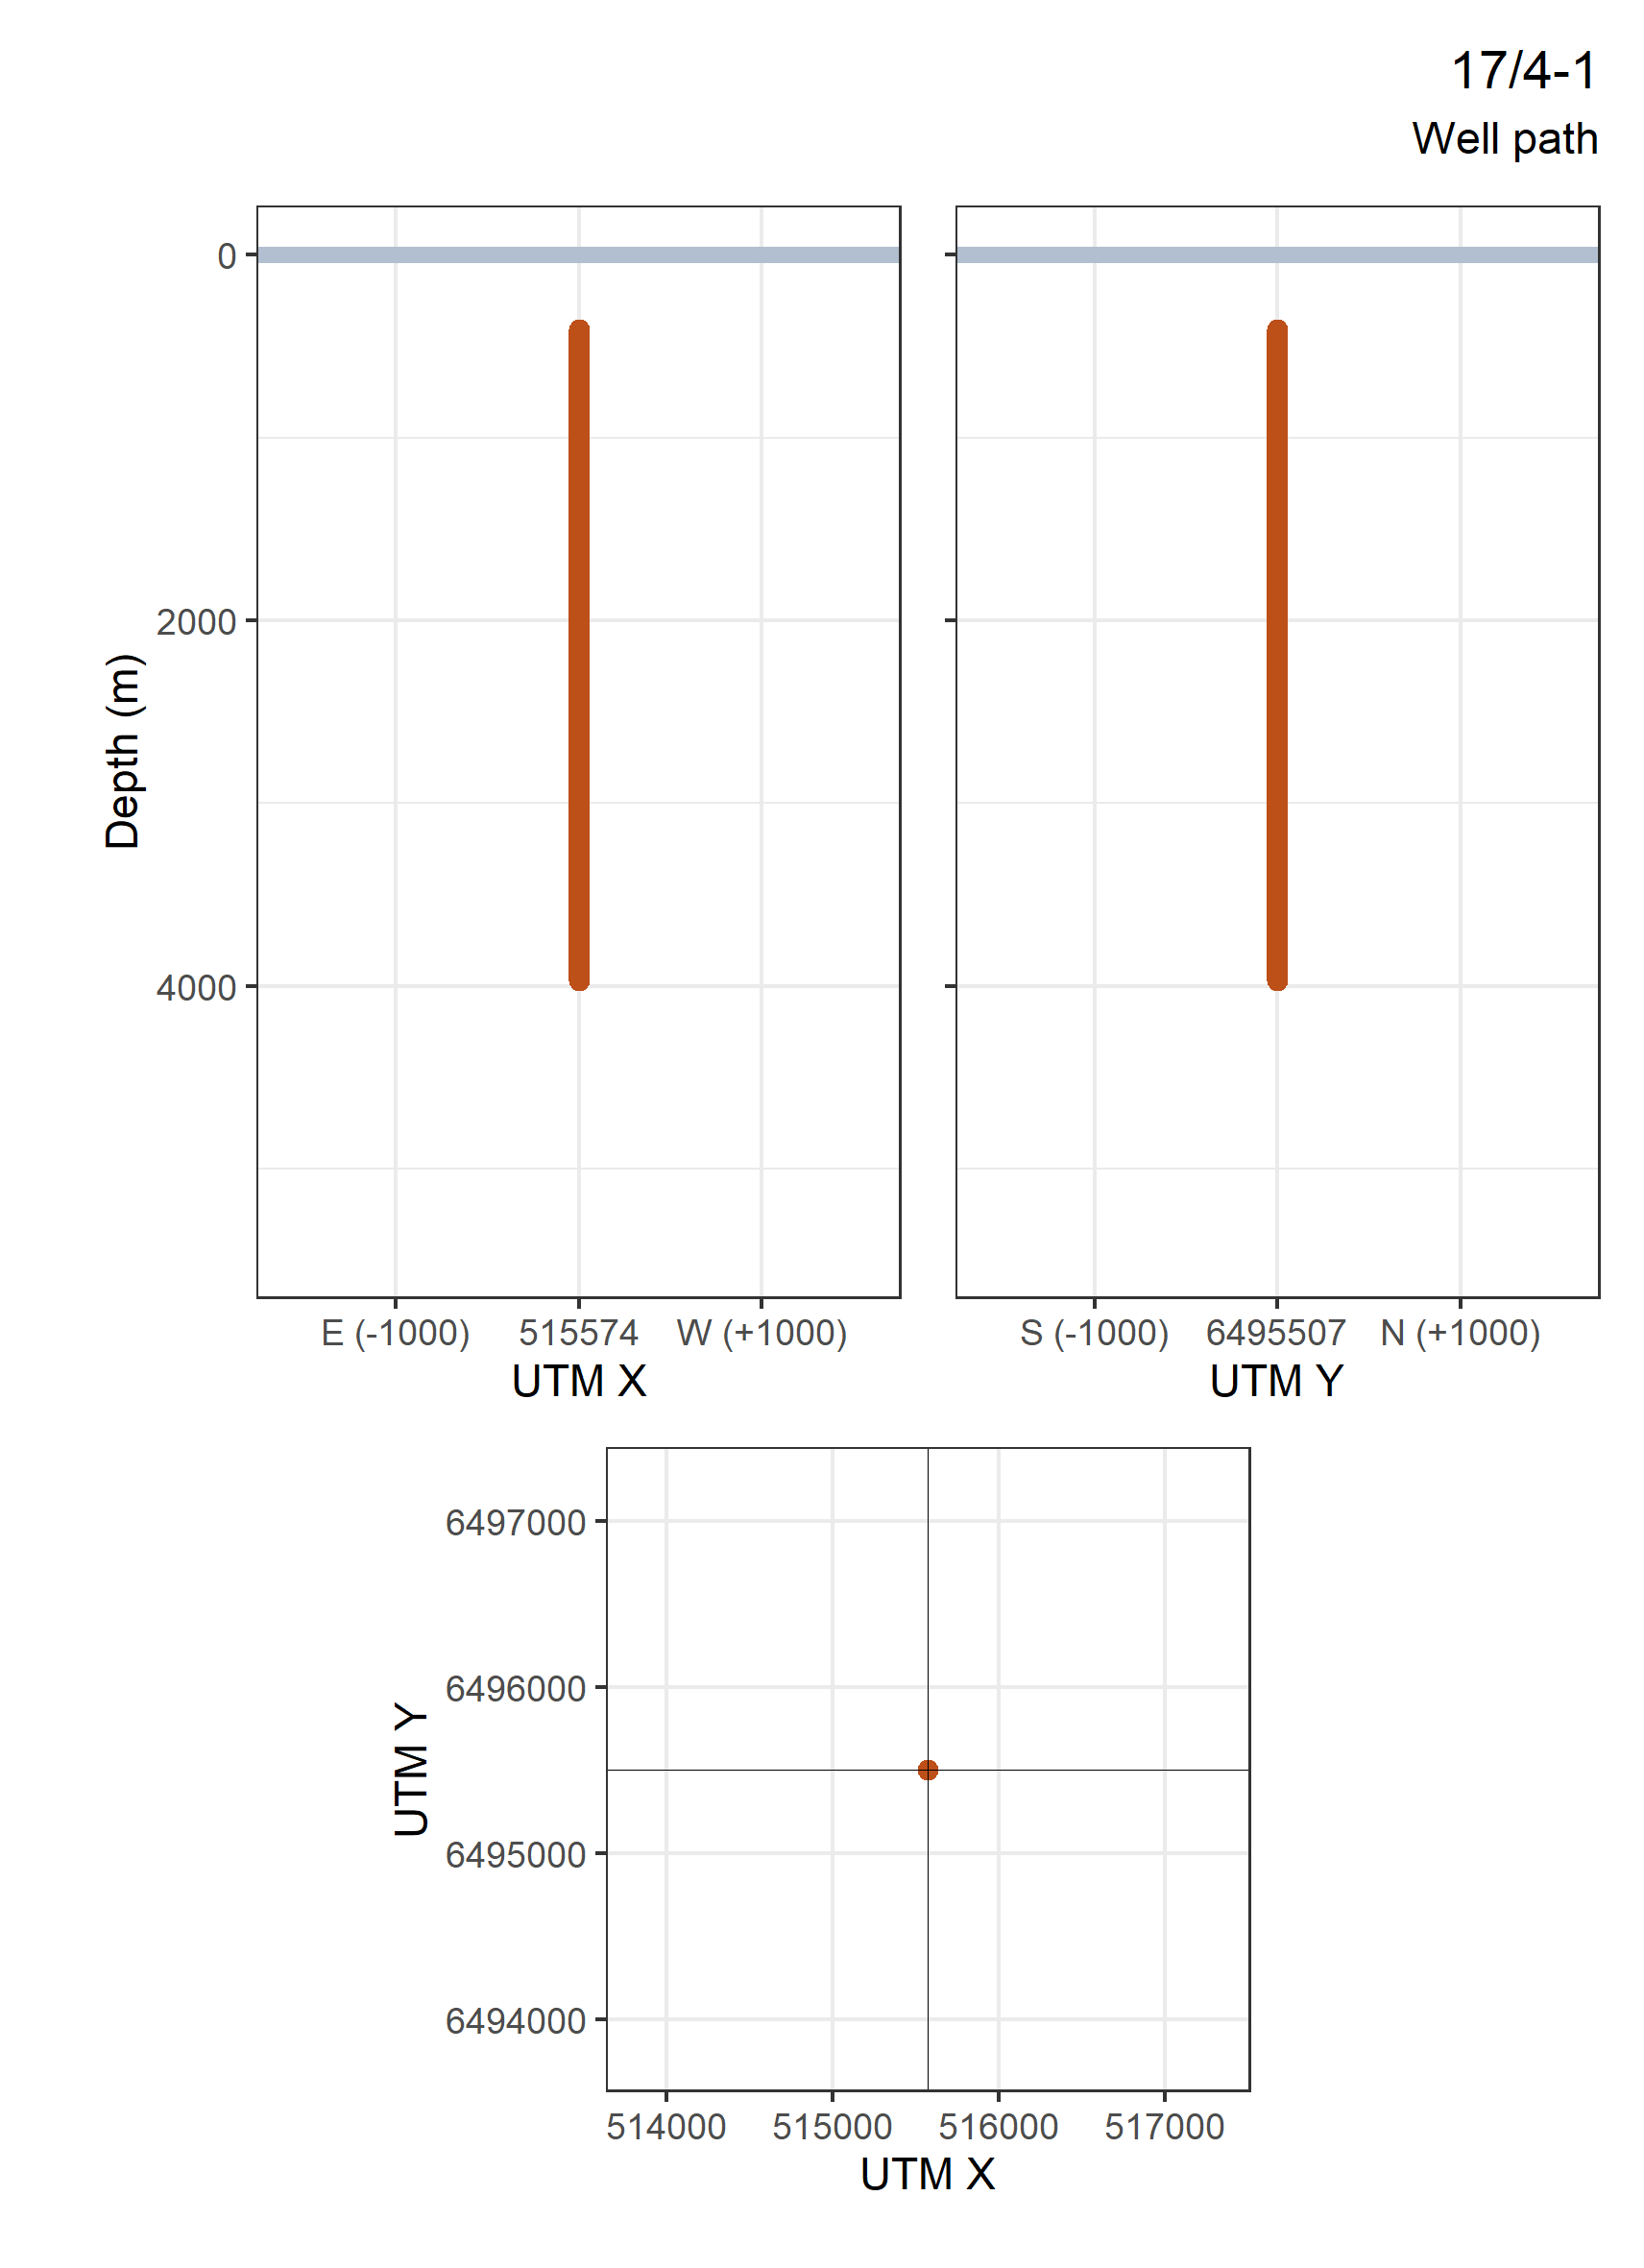 17/4-1
Well path
0
2000
4000
Depth (m)
E (-1000) 515574 W (+1000)
UTM X
S (-1000) 6495507 N (+1000)
UTM Y
6497000
6496000
6495000
6494000
UTM Y
514000 515000 516000 517000
UTM X